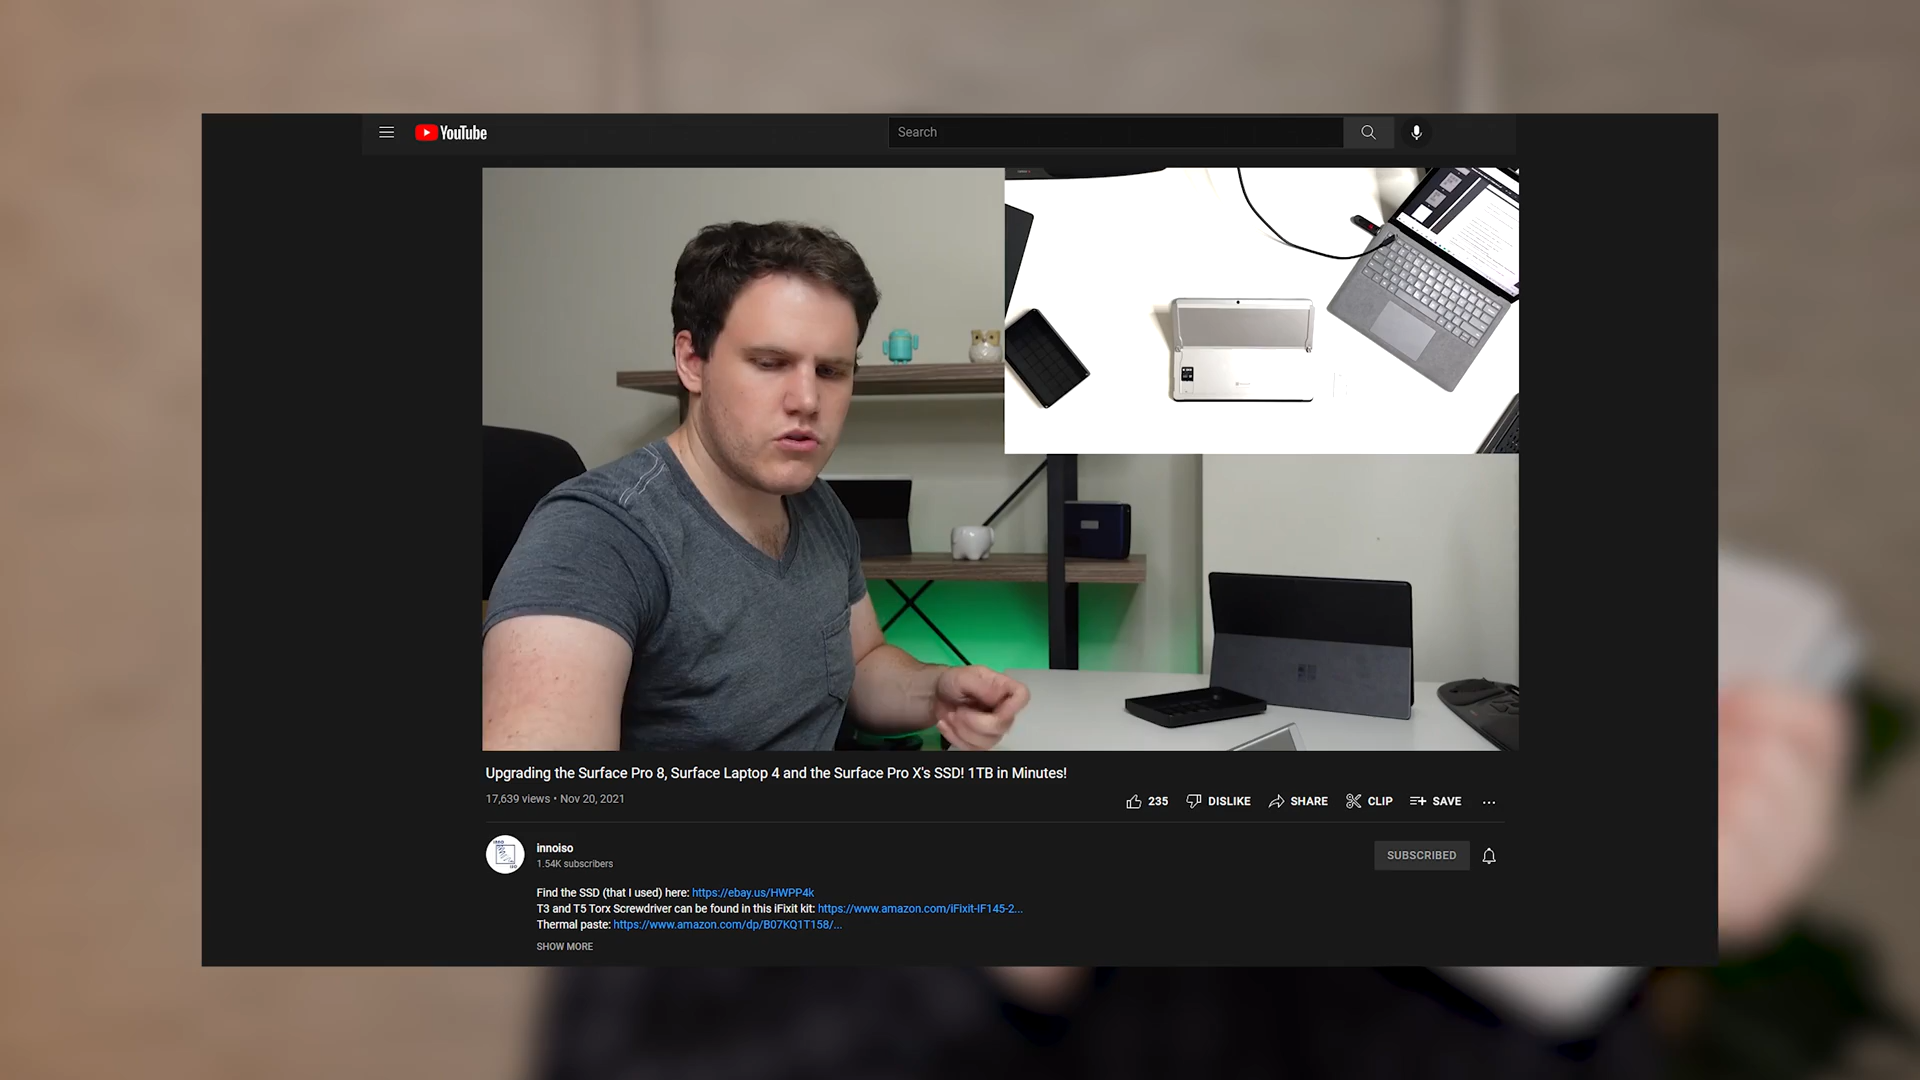 YouTube
Search
Upgrading the Surface Pro 8, Surface Laptop 4 and the Surface Pro X's SSD! 1TB in Minutes!
17,639 views • Nov 20, 2021
235 DISLIKE SHARE CLIP SAVE
innoiso
1.54K subscribers
SUBSCRIBED
Find the SSD (that I used) here: https://ebay.us/HWPP4k
T3 and T5 Torx Screwdriver can be found in this iFixit kit: https://www.amazon.com/iFixit-IF145-2...
Thermal paste: https://www.amazon.com/dp/B07KQ1T158/...
SHOW MORE